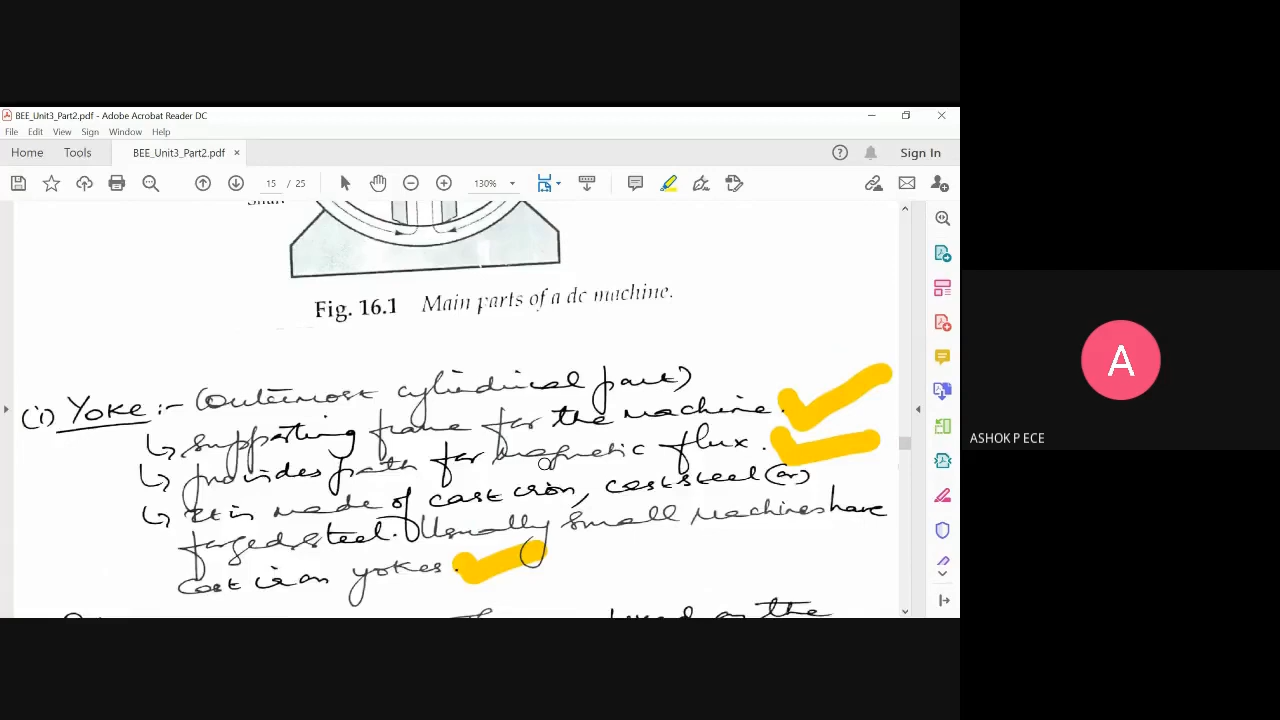 BEE_Unit3_Part2.pdf - Adobe Acrobat Reader DC
File Edit View Sign Window Help
Home Tools BEE_Unit3_Part2.pdf × Sign In
15 / 25 130%
Fig. 16.1 Main parts of a dc machine.
(i) Yoke :- (Outermost cylindrical part)
↳ supporting frame for the machine.
↳ provides path for magnetic flux.
↳ It is made of cast iron, cast steel (or)
forged steel. Usually small machines have
cast iron yokes.
the
A
ASHOK P ECE